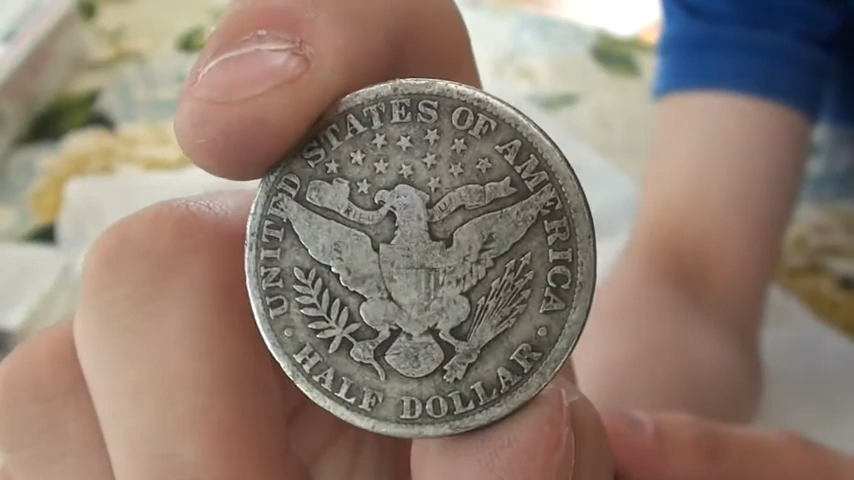 UNITED STATES OF AMERICA
· HALF DOLLAR ·